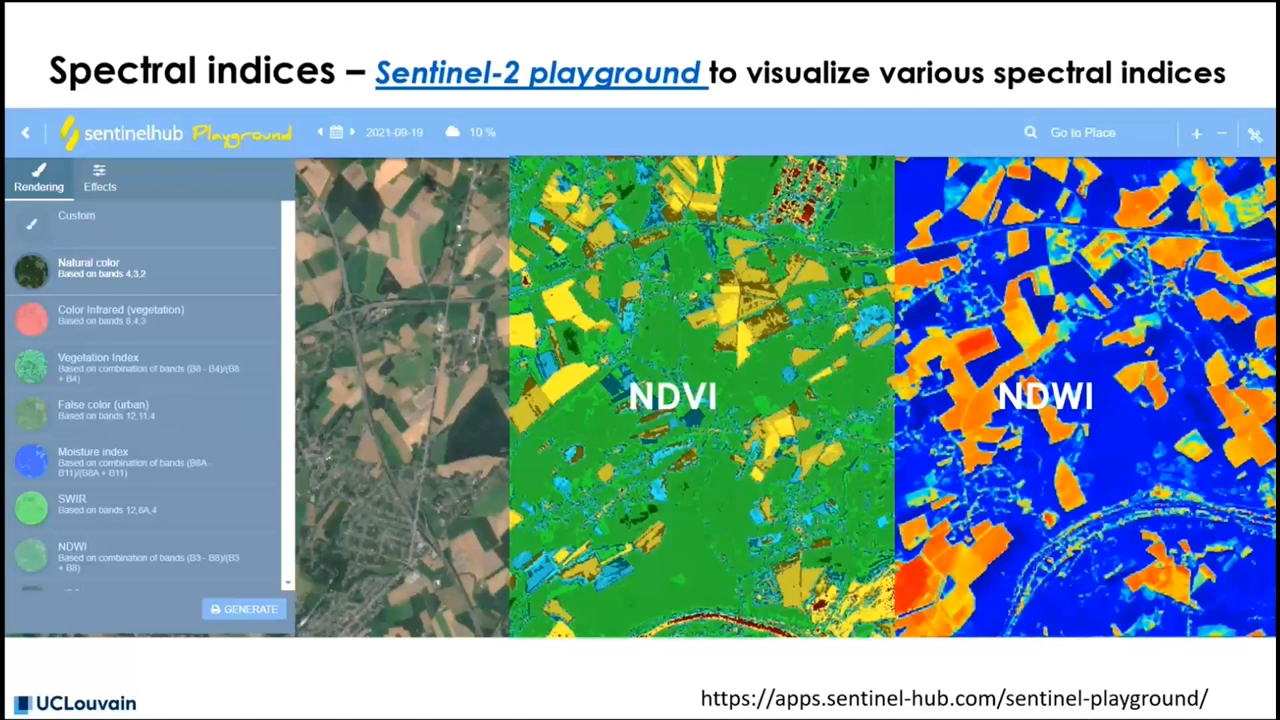 Spectral indices – Sentinel-2 playground to visualize various spectral indices
sentinelhub Playground 2021-09-19 10 % Go to Place
Rendering Effects
Custom
Natural color
Based on bands 4,3,2
Color Infrared (vegetation)
Based on bands 8,4,3
Vegetation Index
Based on combination of bands (B8 - B4)/(B8
+ B4)
False color (urban)
Based on bands 12,11,4
Moisture index
Based on combination of bands (B8A -
B11)/(B8A + B11)
SWIR
Based on bands 12,8A,4
NDWI
Based on combination of bands (B3 - B8)/(B3
+ B8)
GENERATE
NDVI
NDWI
UCLouvain
https://apps.sentinel-hub.com/sentinel-playground/